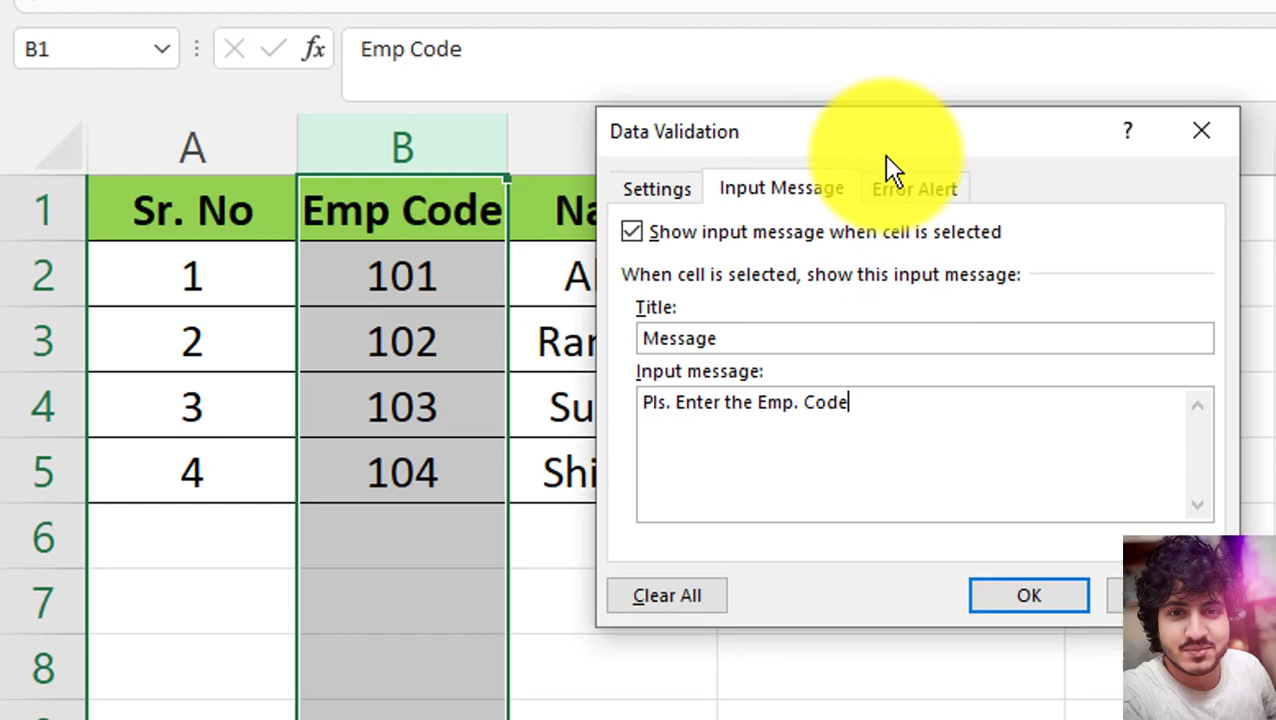 B1
fx
Emp Code
Data Validation
?
A
B
Settings
Input Message
Error Alert
1
Sr. No
Emp Code
Show input message when cell is selected
2
1
101
When cell is selected, show this input message:
Title:
Message
3
2
102
Input message:
Pls. Enter the Emp. Code
4
3
103
5
4
104
6
7
8
Clear All
OK